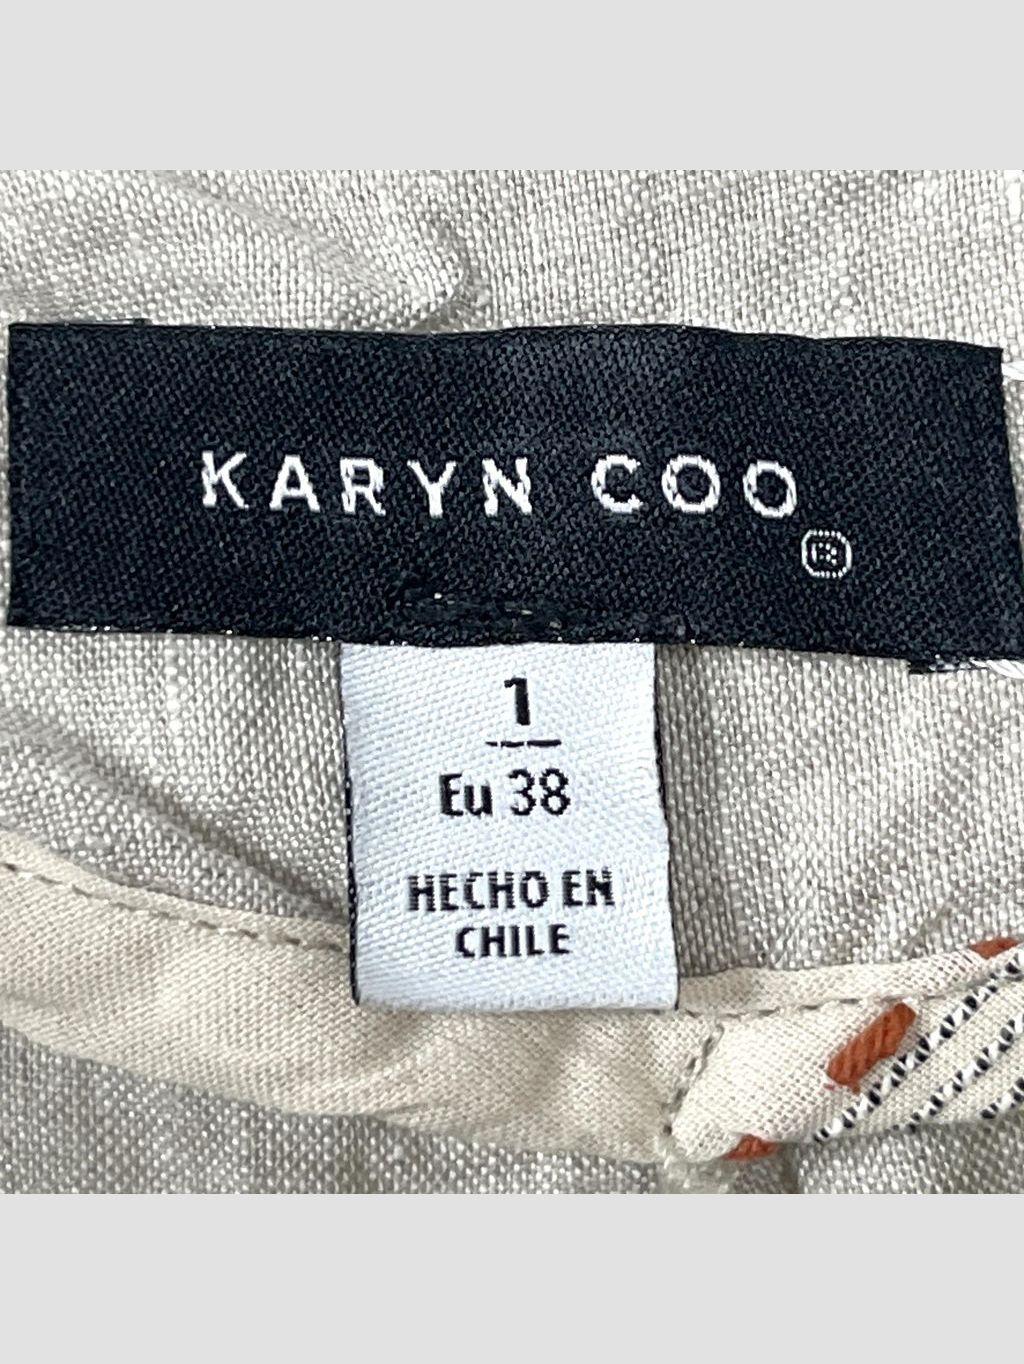 KARYN COO
®
1
Eu 38
HECHO EN
CHILE